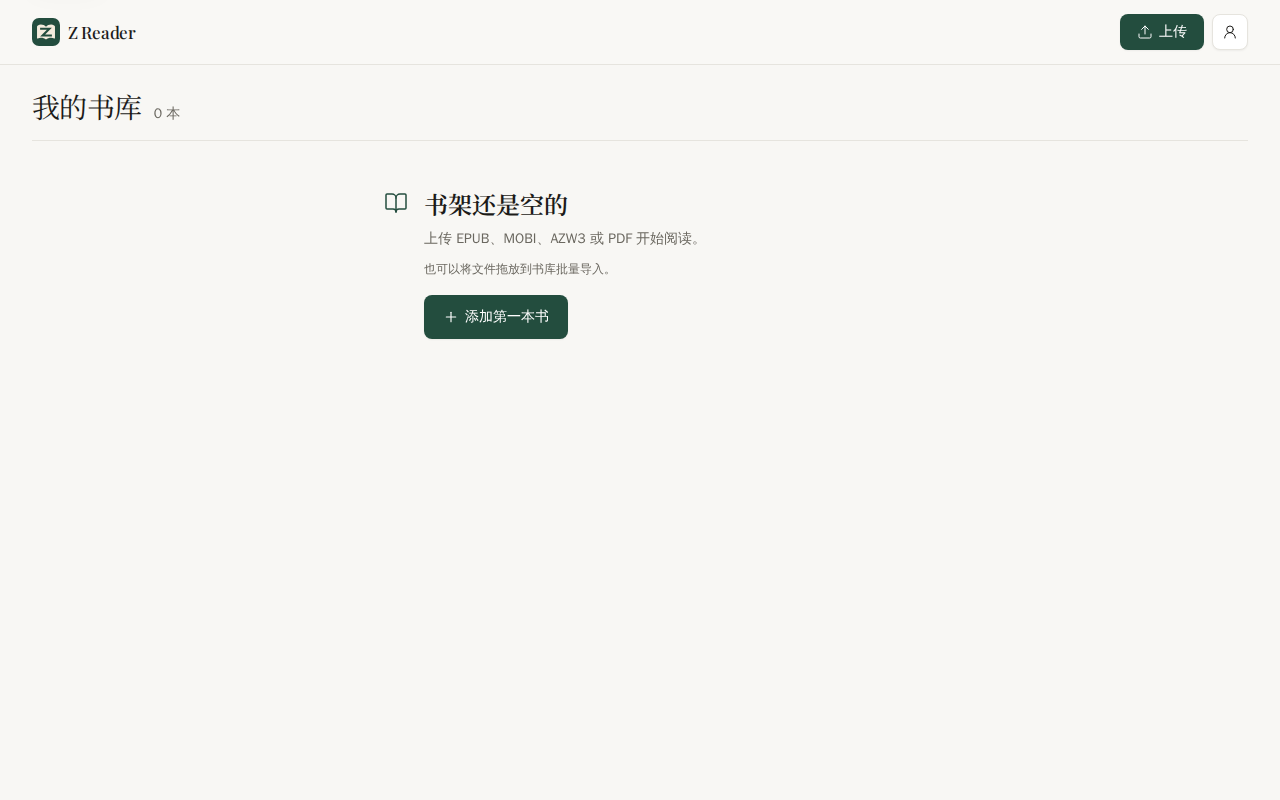 Z Reader
上传
我的书库 0 本
书架还是空的
上传 EPUB、MOBI、AZW3 或 PDF 开始阅读。
也可以将文件拖放到书库批量导入。
添加第一本书